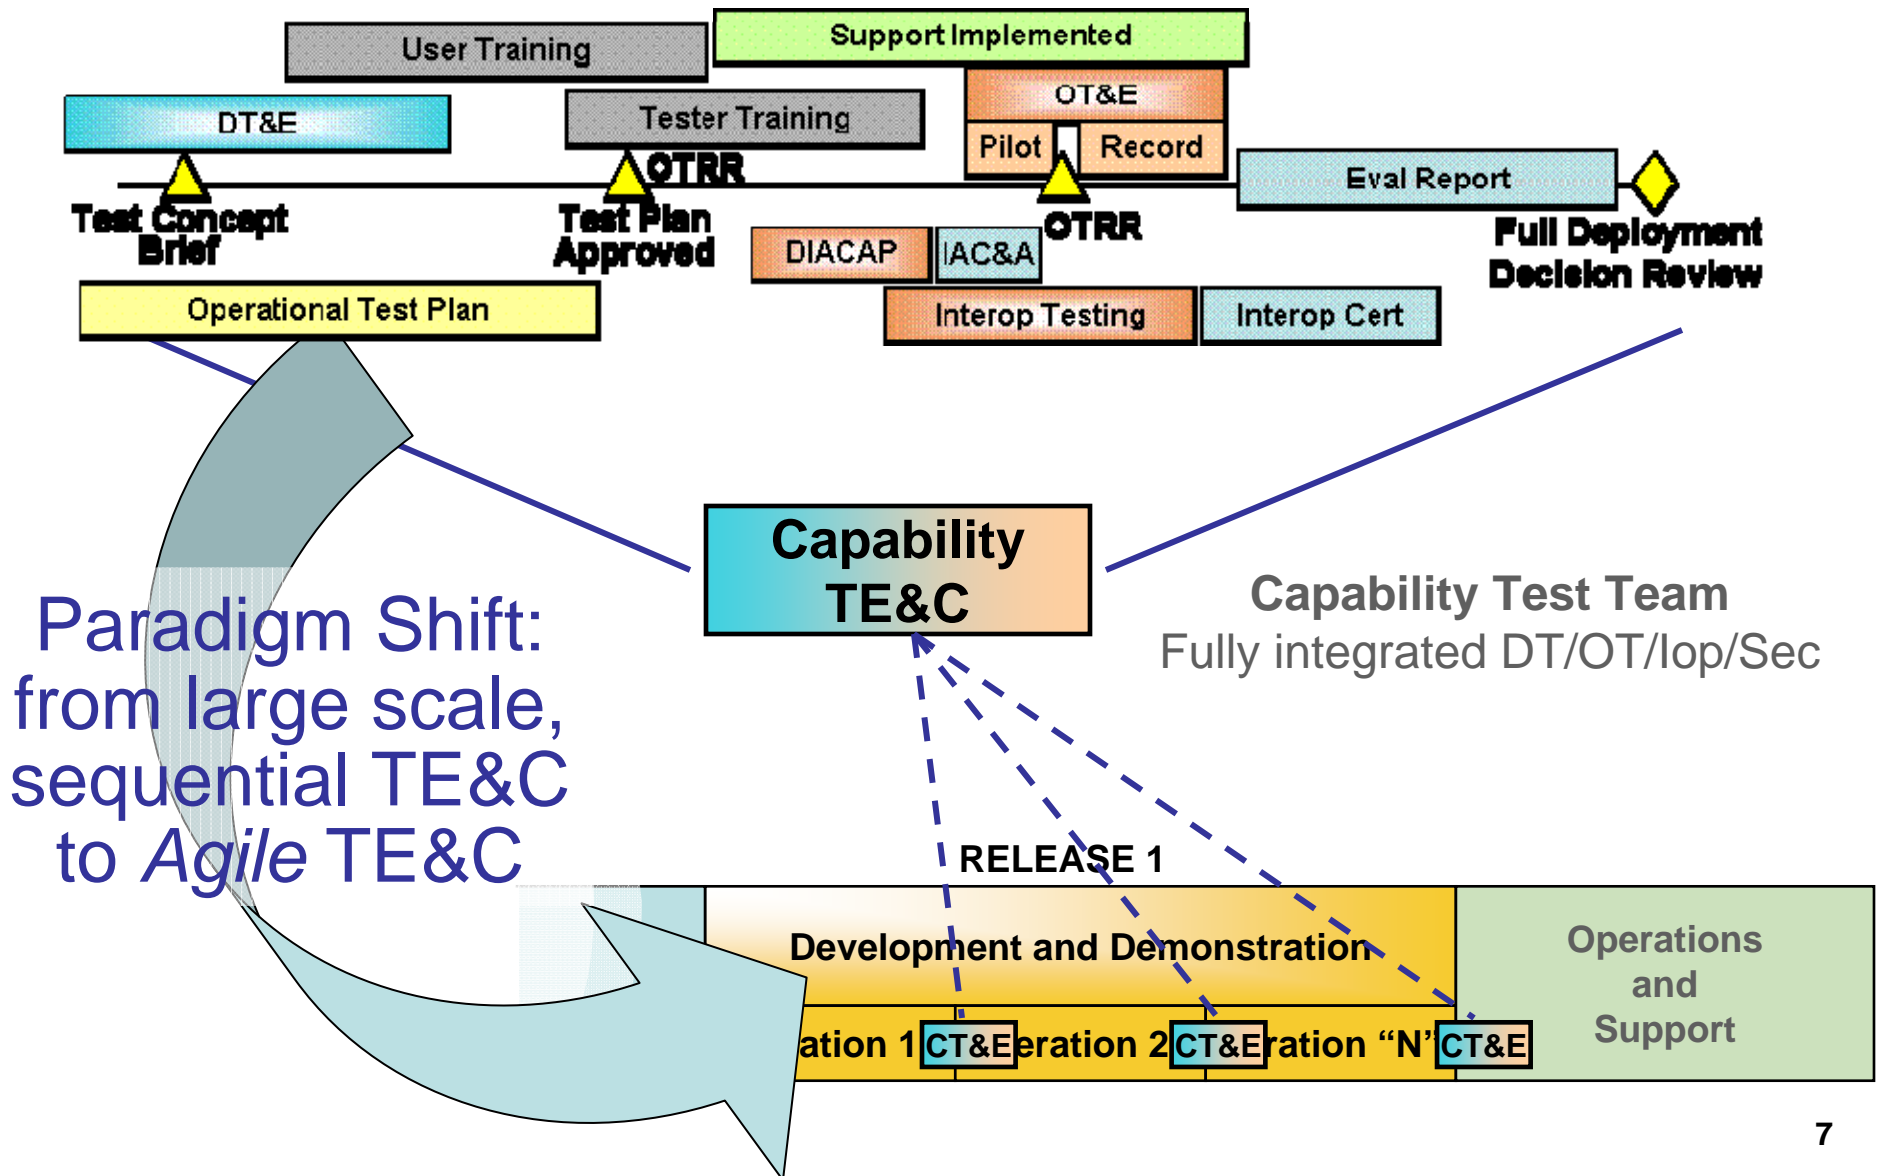 User Training
Support Implemented
DT&E
Tester Training
OT&E
Pilot
Record
OTRR
Eval Report
Test Concept
Brief
Test Plan
Approved
OTRR
DIACAP
IAC&A
Full Deployment
Decision Review
Operational Test Plan
Interop Testing
Interop Cert
Capability
TE&C
Capability Test Team
Fully integrated DT/OT/Iop/Sec
Paradigm Shift:
from large scale,
sequential TE&C
to Agile TE&C
RELEASE 1
Development and Demonstration
Operations
and
Support
ation 1
CT&E
eration 2
CT&E
ration “N”
CT&E
7